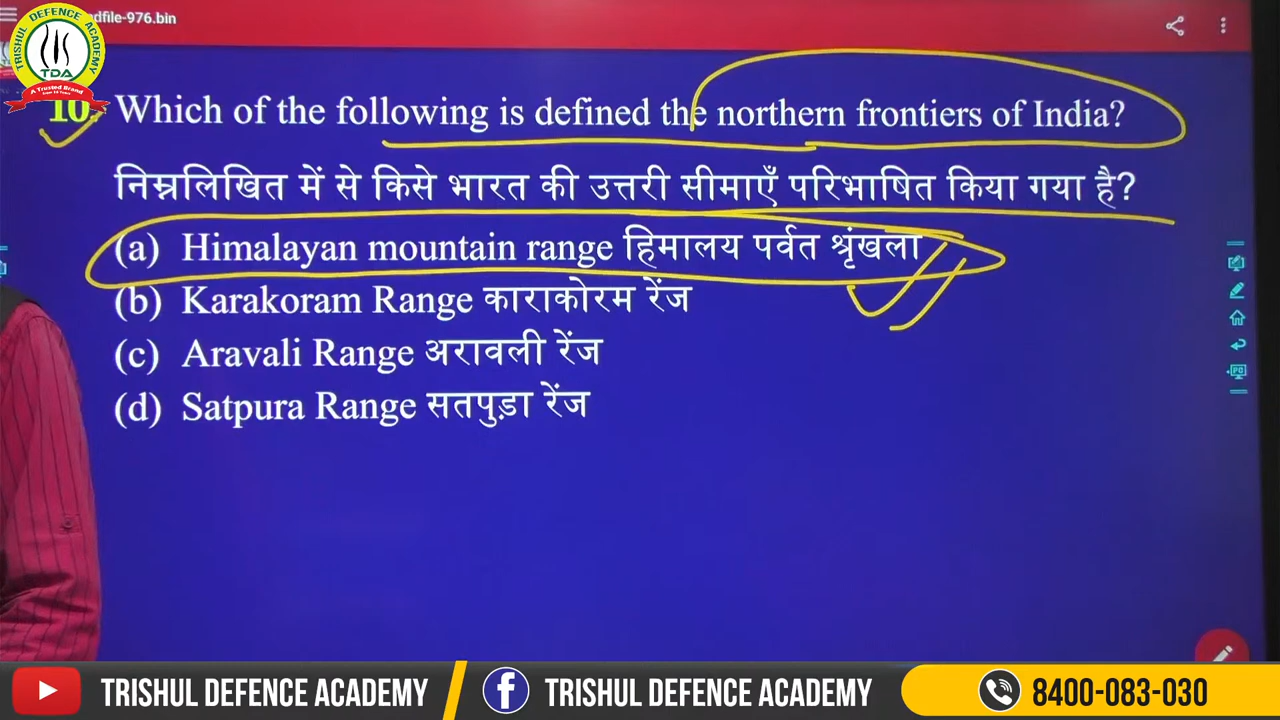 dfile-976.bin
TRISHUL DEFENCE ACADEMY
TDA
A Trusted Brand
10. Which of the following is defined the northern frontiers of India?
निम्नलिखित में से किसे भारत की उत्तरी सीमाएँ परिभाषित किया गया है?
(a) Himalayan mountain range हिमालय पर्वत श्रृंखला
(b) Karakoram Range काराकोरम रेंज
(c) Aravali Range अरावली रेंज
(d) Satpura Range सतपुड़ा रेंज
TRISHUL DEFENCE ACADEMY TRISHUL DEFENCE ACADEMY 8400-083-030